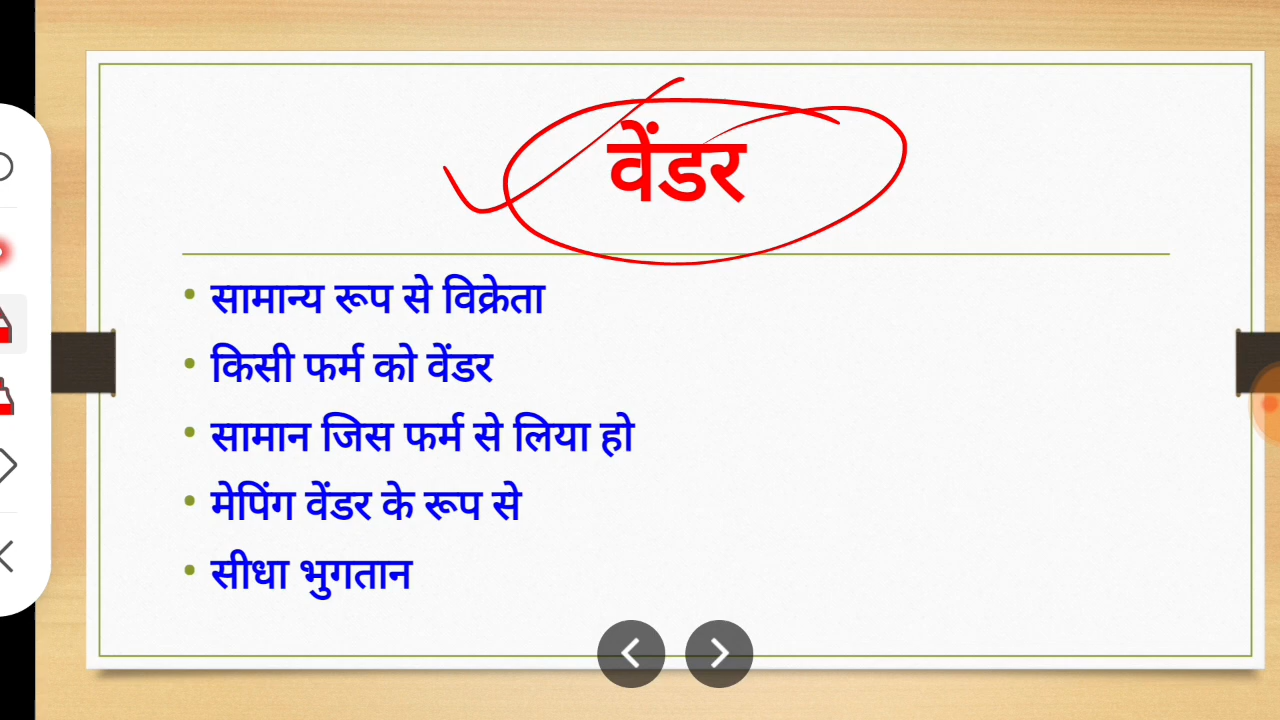 वेंडर
• सामान्य रूप से विक्रेता
• किसी फर्म को वेंडर
• सामान जिस फर्म से लिया हो
• मेपिंग वेंडर के रूप से
• सीधा भुगतान